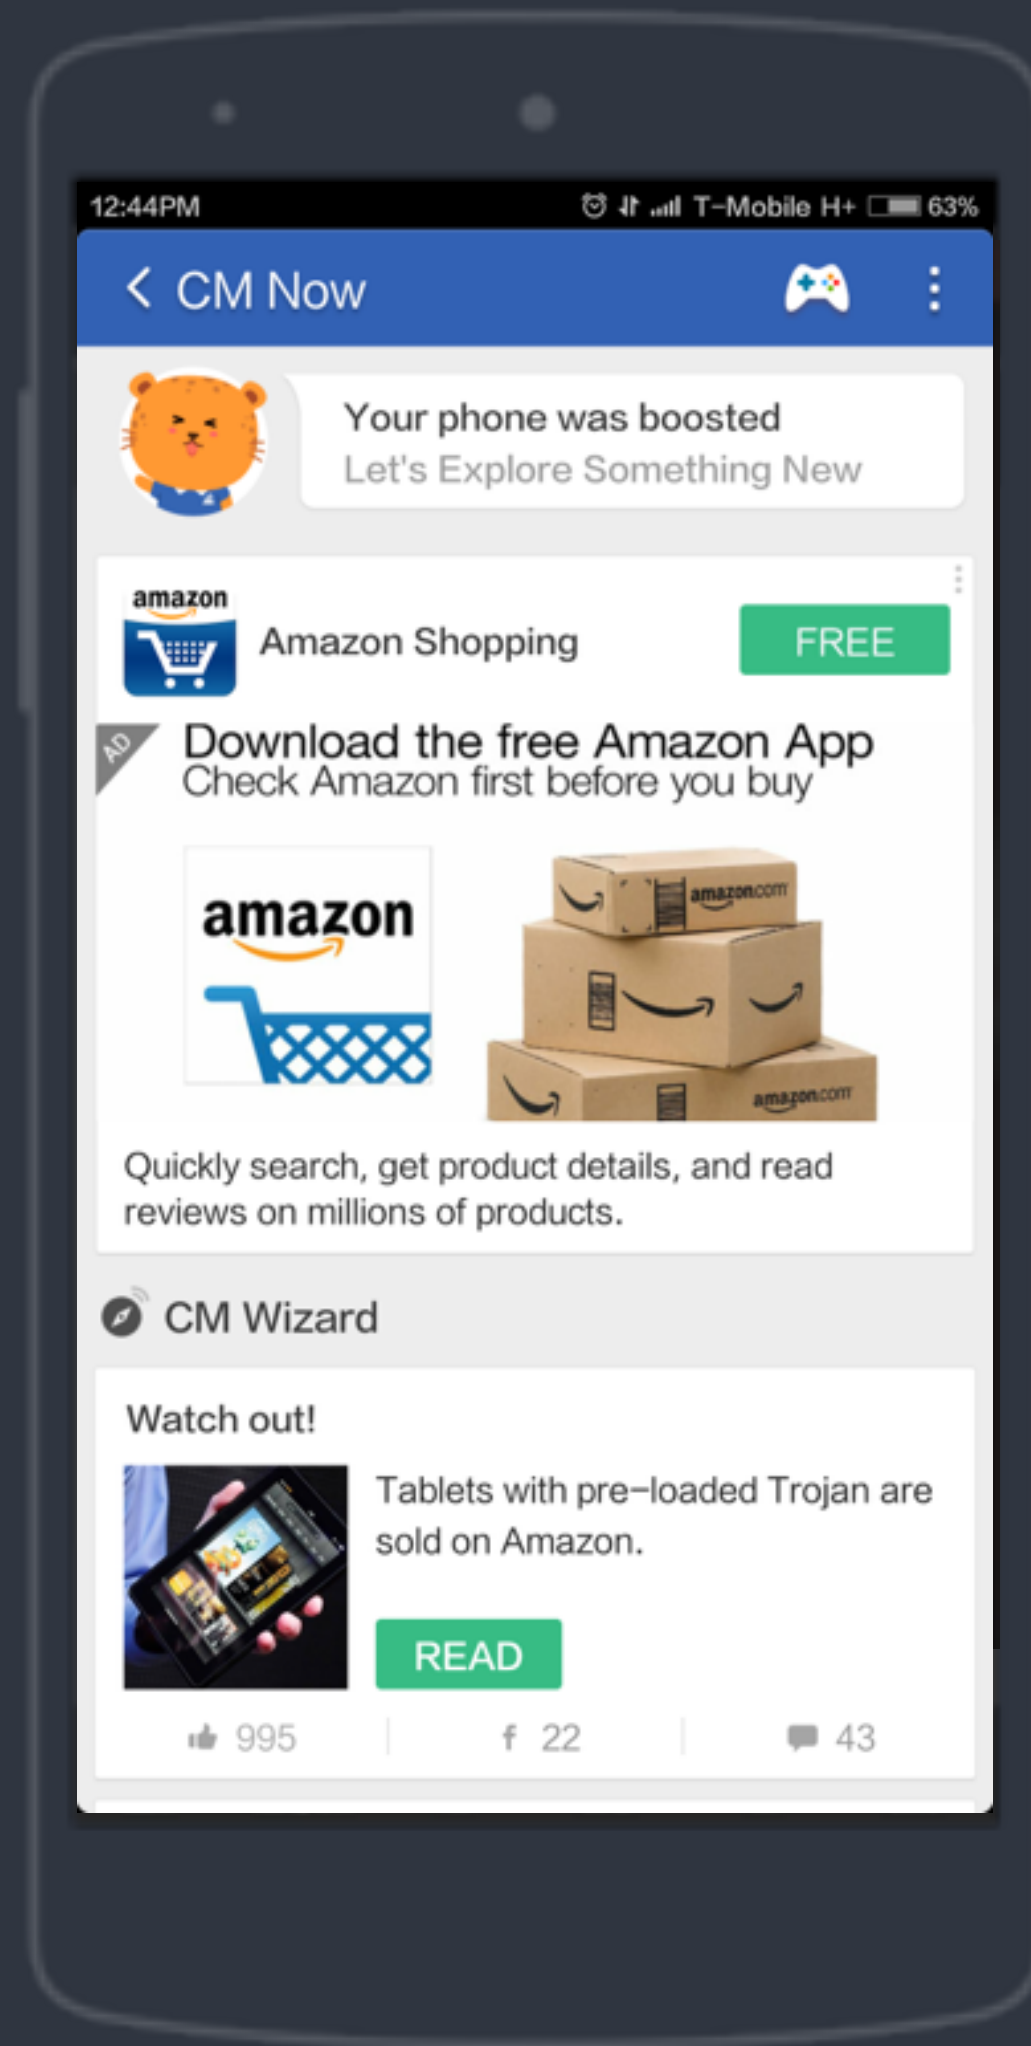 12:44PM T-Mobile H+ 63%
CM Now
Your phone was boosted
Let's Explore Something New
amazon
Amazon Shopping
FREE
AD
Download the free Amazon App
Check Amazon first before you buy
amazon
amazon.com
amazon.com
Quickly search, get product details, and read
reviews on millions of products.
CM Wizard
Watch out!
Tablets with pre-loaded Trojan are
sold on Amazon.
READ
995 f 22 43